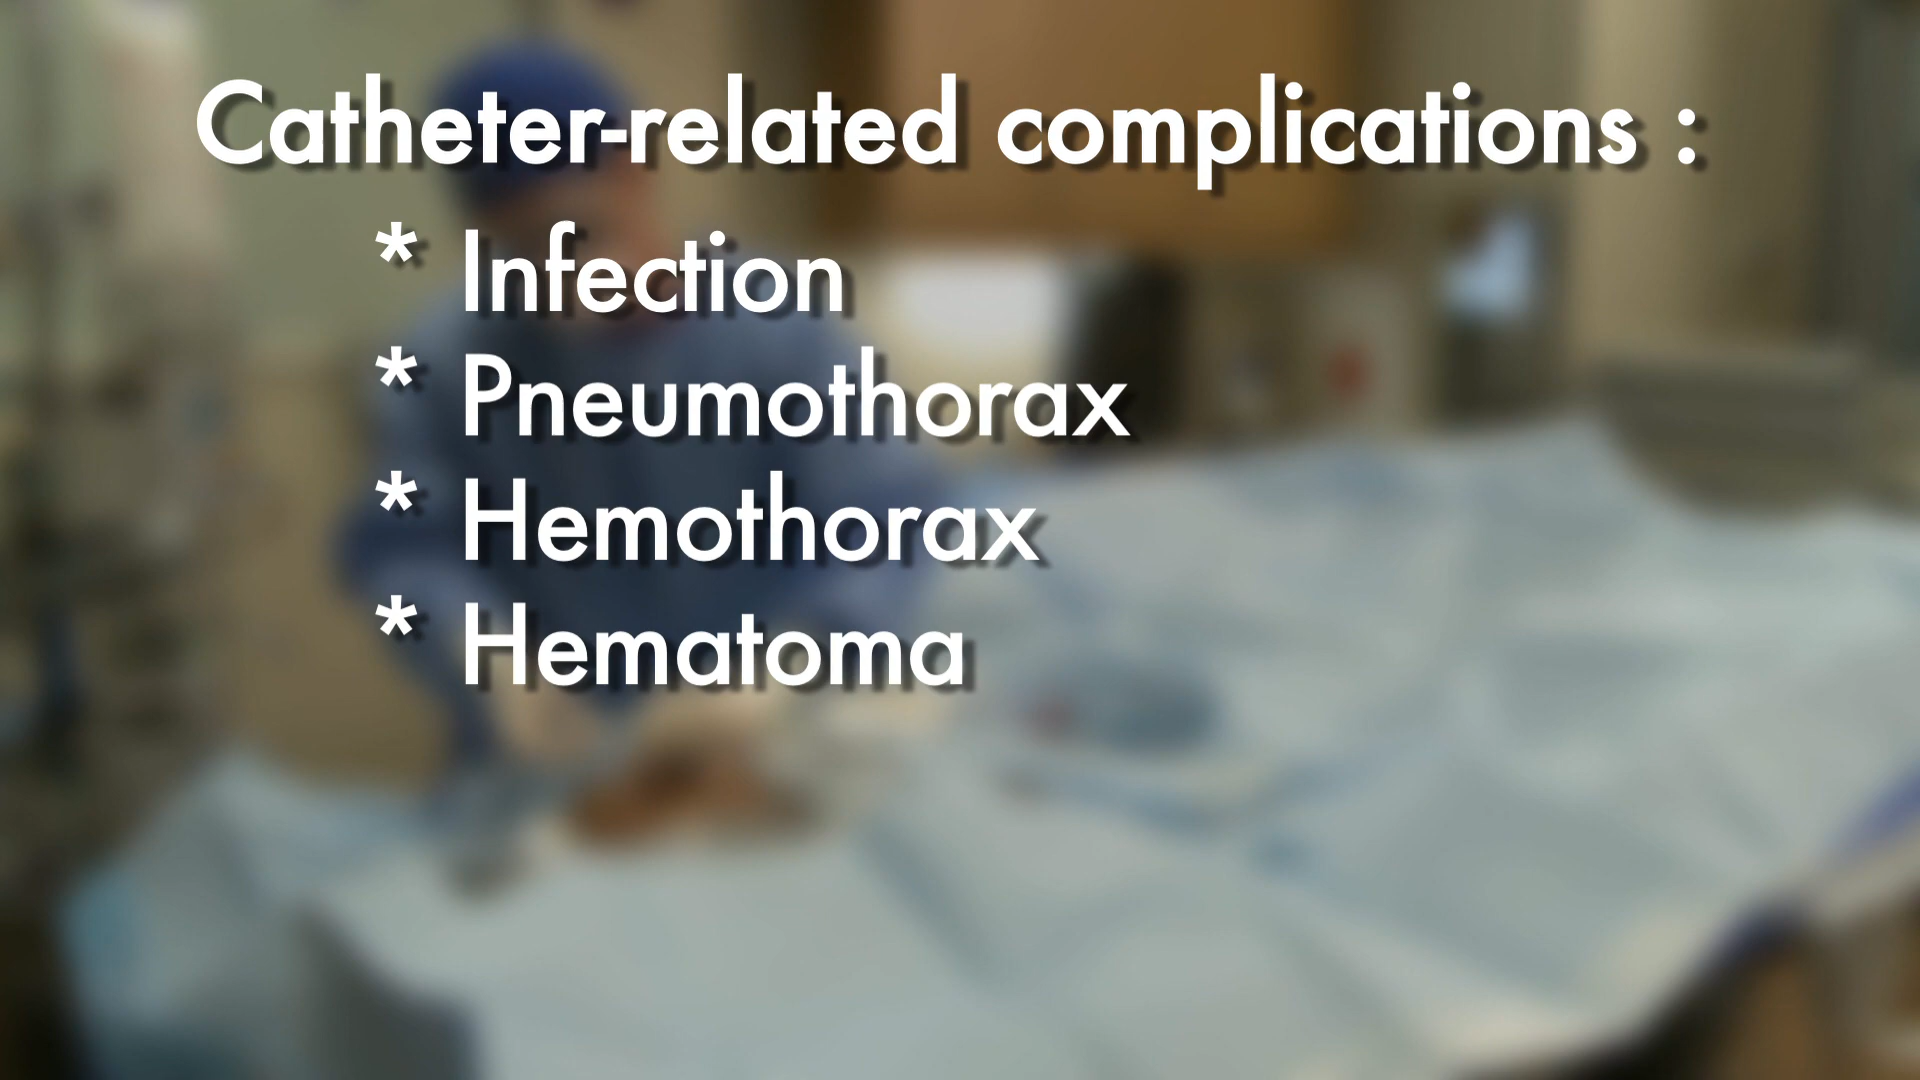 Catheter-related complications :
* Infection
* Pneumothorax
* Hemothorax
* Hematoma